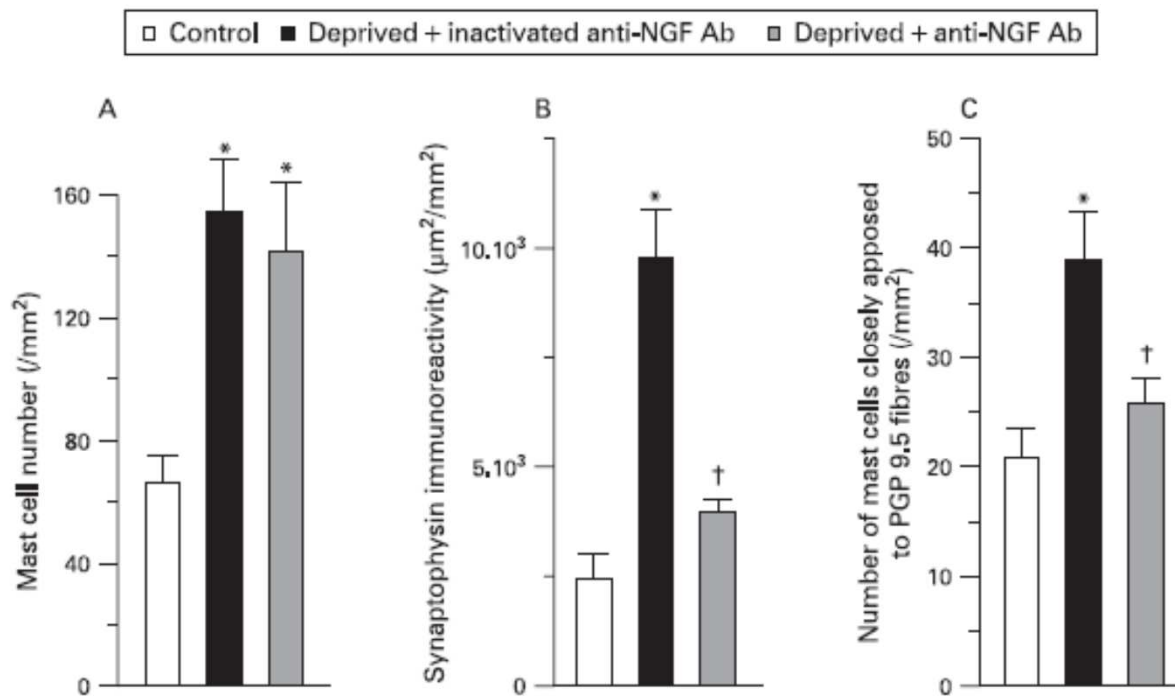 Control Deprived + inactivated anti-NGF Ab Deprived + anti-NGF Ab
A
Mast cell number (/mm²)
160
120
80
40
0
*
*
B
Synaptophysin immunoreactivity (µm²/mm²)
10.10³
5.10³
0
*
†
C
Number of mast cells closely apposed
to PGP 9.5 fibres (/mm²)
50
40
30
20
10
0
*
†